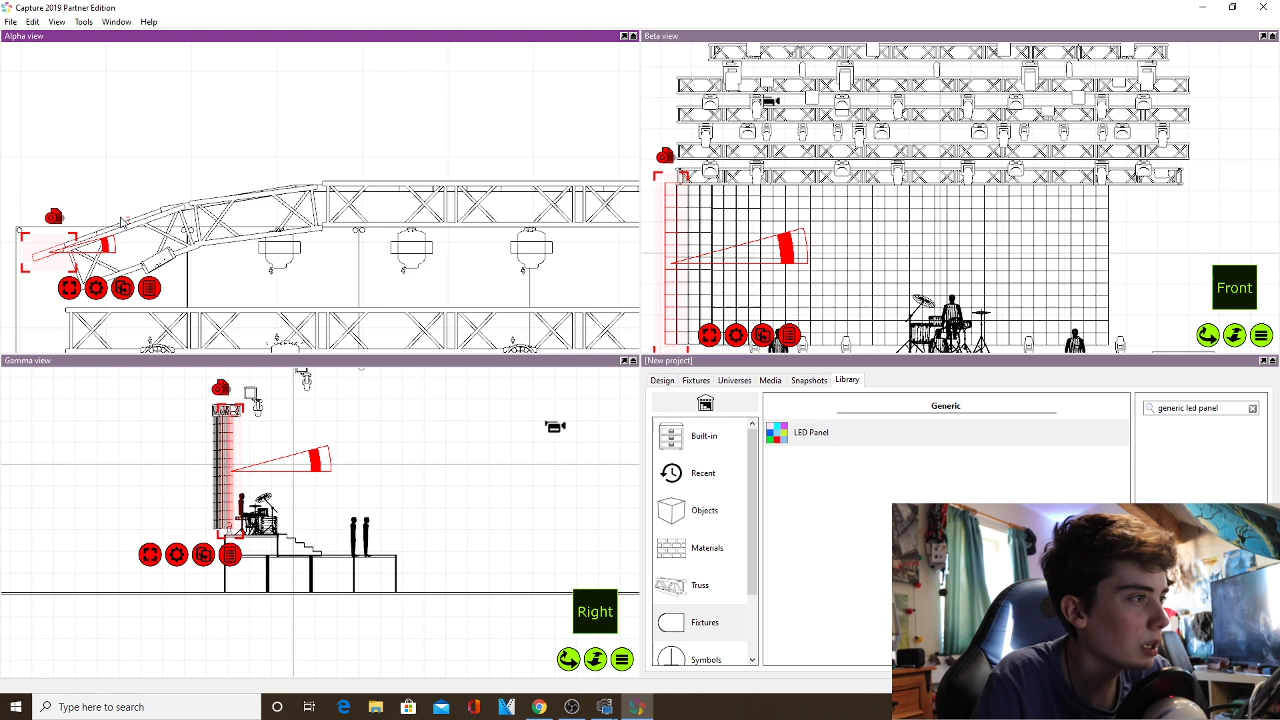 Capture 2019 Partner Edition
File Edit View Tools Window Help
Alpha view
Beta view
Front
Gamma view
Right
[New project]
Design Fixtures Universes Media Snapshots Library
Built-in
Recent
Objects
Materials
Truss
Fixtures
Symbols
Generic
LED Panel
generic led panel
Type here to search